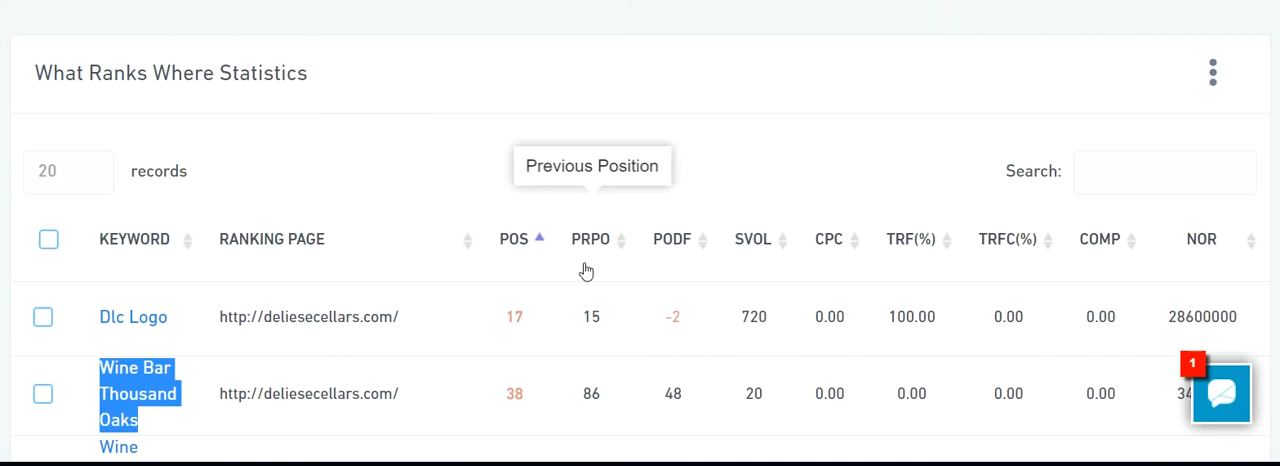 What Ranks Where Statistics
20 records
Previous Position
Search:
KEYWORD RANKING PAGE POS PRPO PODF SVOL CPC TRF(%) TRFC(%) COMP NOR
Dlc Logo http://deliesecellars.com/ 17 15 -2 720 0.00 100.00 0.00 0.00 28600000
Wine Bar
Thousand
Oaks
http://deliesecellars.com/ 38 86 48 20 0.00 0.00 0.00 0.00
1
Wine